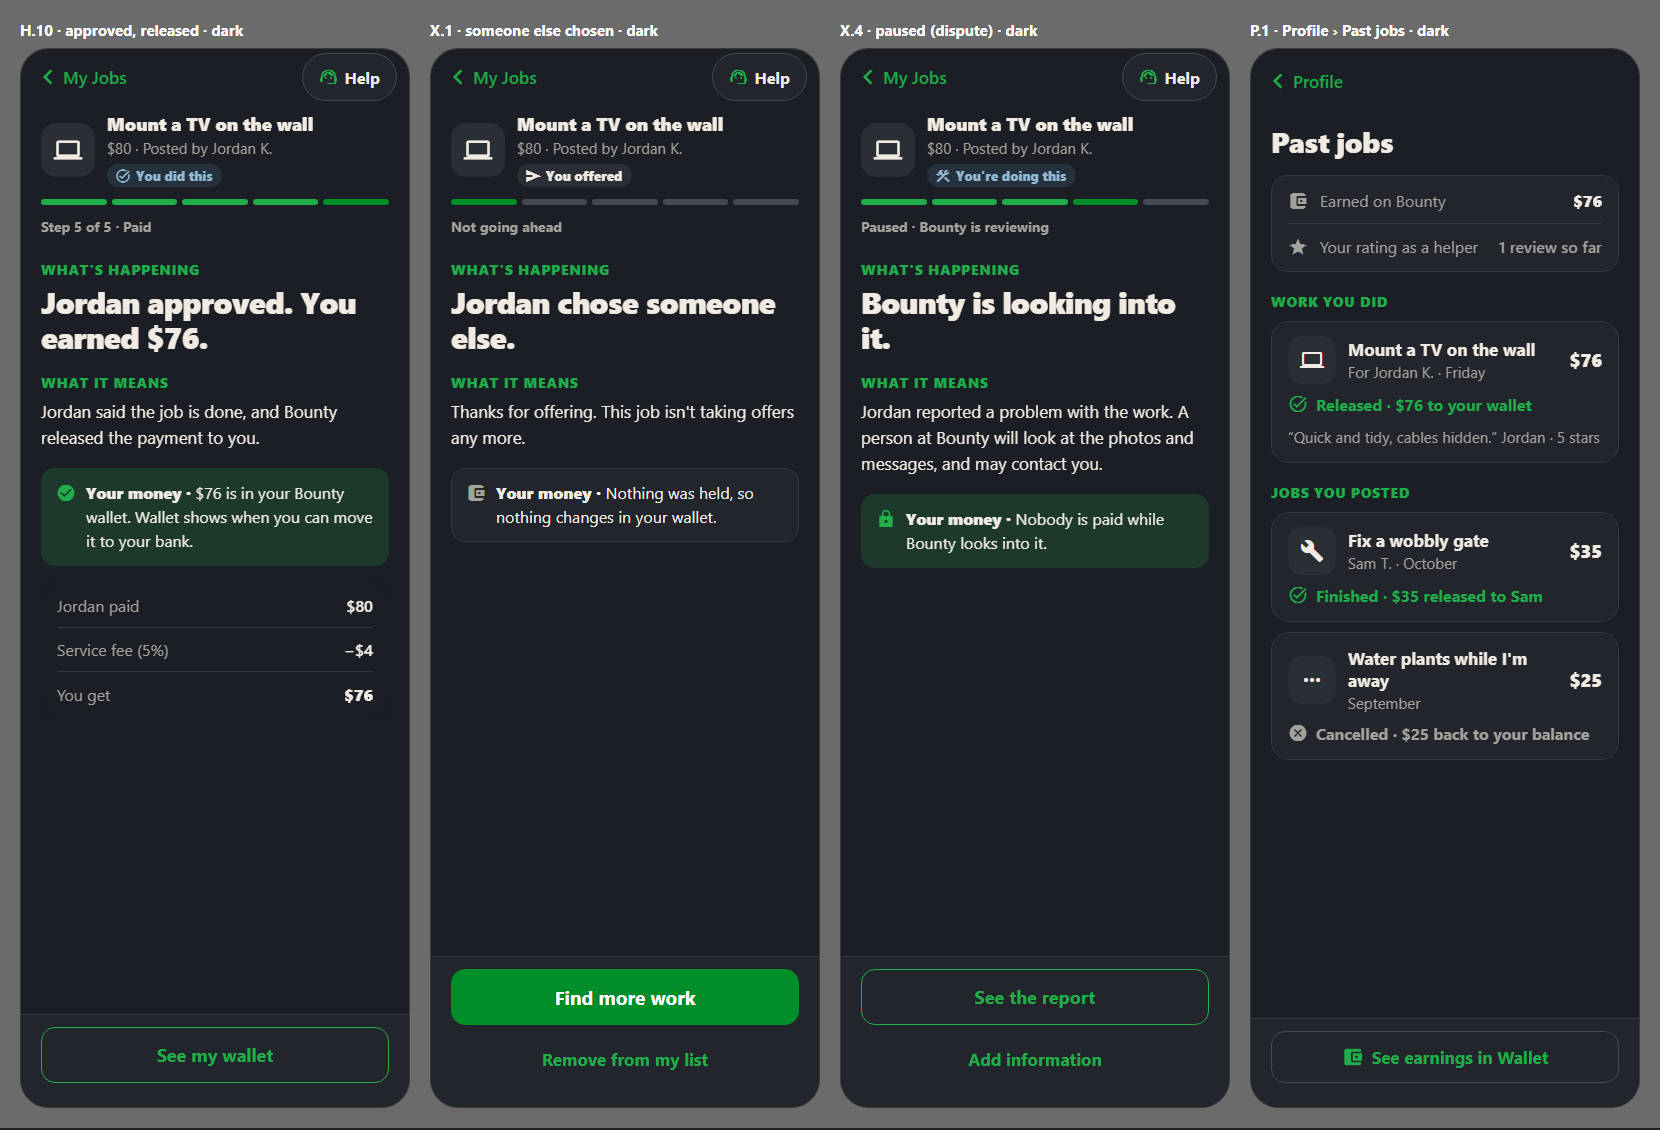 H.10 · approved, released · dark
My Jobs
Help
Mount a TV on the wall
$80 · Posted by Jordan K.
You did this
Step 5 of 5 · Paid
WHAT'S HAPPENING
Jordan approved. You
earned $76.
WHAT IT MEANS
Jordan said the job is done, and Bounty
released the payment to you.
Your money • $76 is in your Bounty
wallet. Wallet shows when you can move
it to your bank.
Jordan paid $80
Service fee (5%) –$4
You get $76
See my wallet
X.1 · someone else chosen · dark
My Jobs
Help
Mount a TV on the wall
$80 · Posted by Jordan K.
You offered
Not going ahead
WHAT'S HAPPENING
Jordan chose someone
else.
WHAT IT MEANS
Thanks for offering. This job isn't taking offers
any more.
Your money • Nothing was held, so
nothing changes in your wallet.
Find more work
Remove from my list
X.4 · paused (dispute) · dark
My Jobs
Help
Mount a TV on the wall
$80 · Posted by Jordan K.
You're doing this
Paused · Bounty is reviewing
WHAT'S HAPPENING
Bounty is looking into
it.
WHAT IT MEANS
Jordan reported a problem with the work. A
person at Bounty will look at the photos and
messages, and may contact you.
Your money • Nobody is paid while
Bounty looks into it.
See the report
Add information
P.1 · Profile › Past jobs · dark
Profile
Past jobs
Earned on Bounty $76
Your rating as a helper 1 review so far
WORK YOU DID
Mount a TV on the wall
For Jordan K. · Friday
$76
Released · $76 to your wallet
“Quick and tidy, cables hidden.” Jordan · 5 stars
JOBS YOU POSTED
Fix a wobbly gate
Sam T. · October
$35
Finished · $35 released to Sam
Water plants while I'm
away
September
$25
Cancelled · $25 back to your balance
See earnings in Wallet